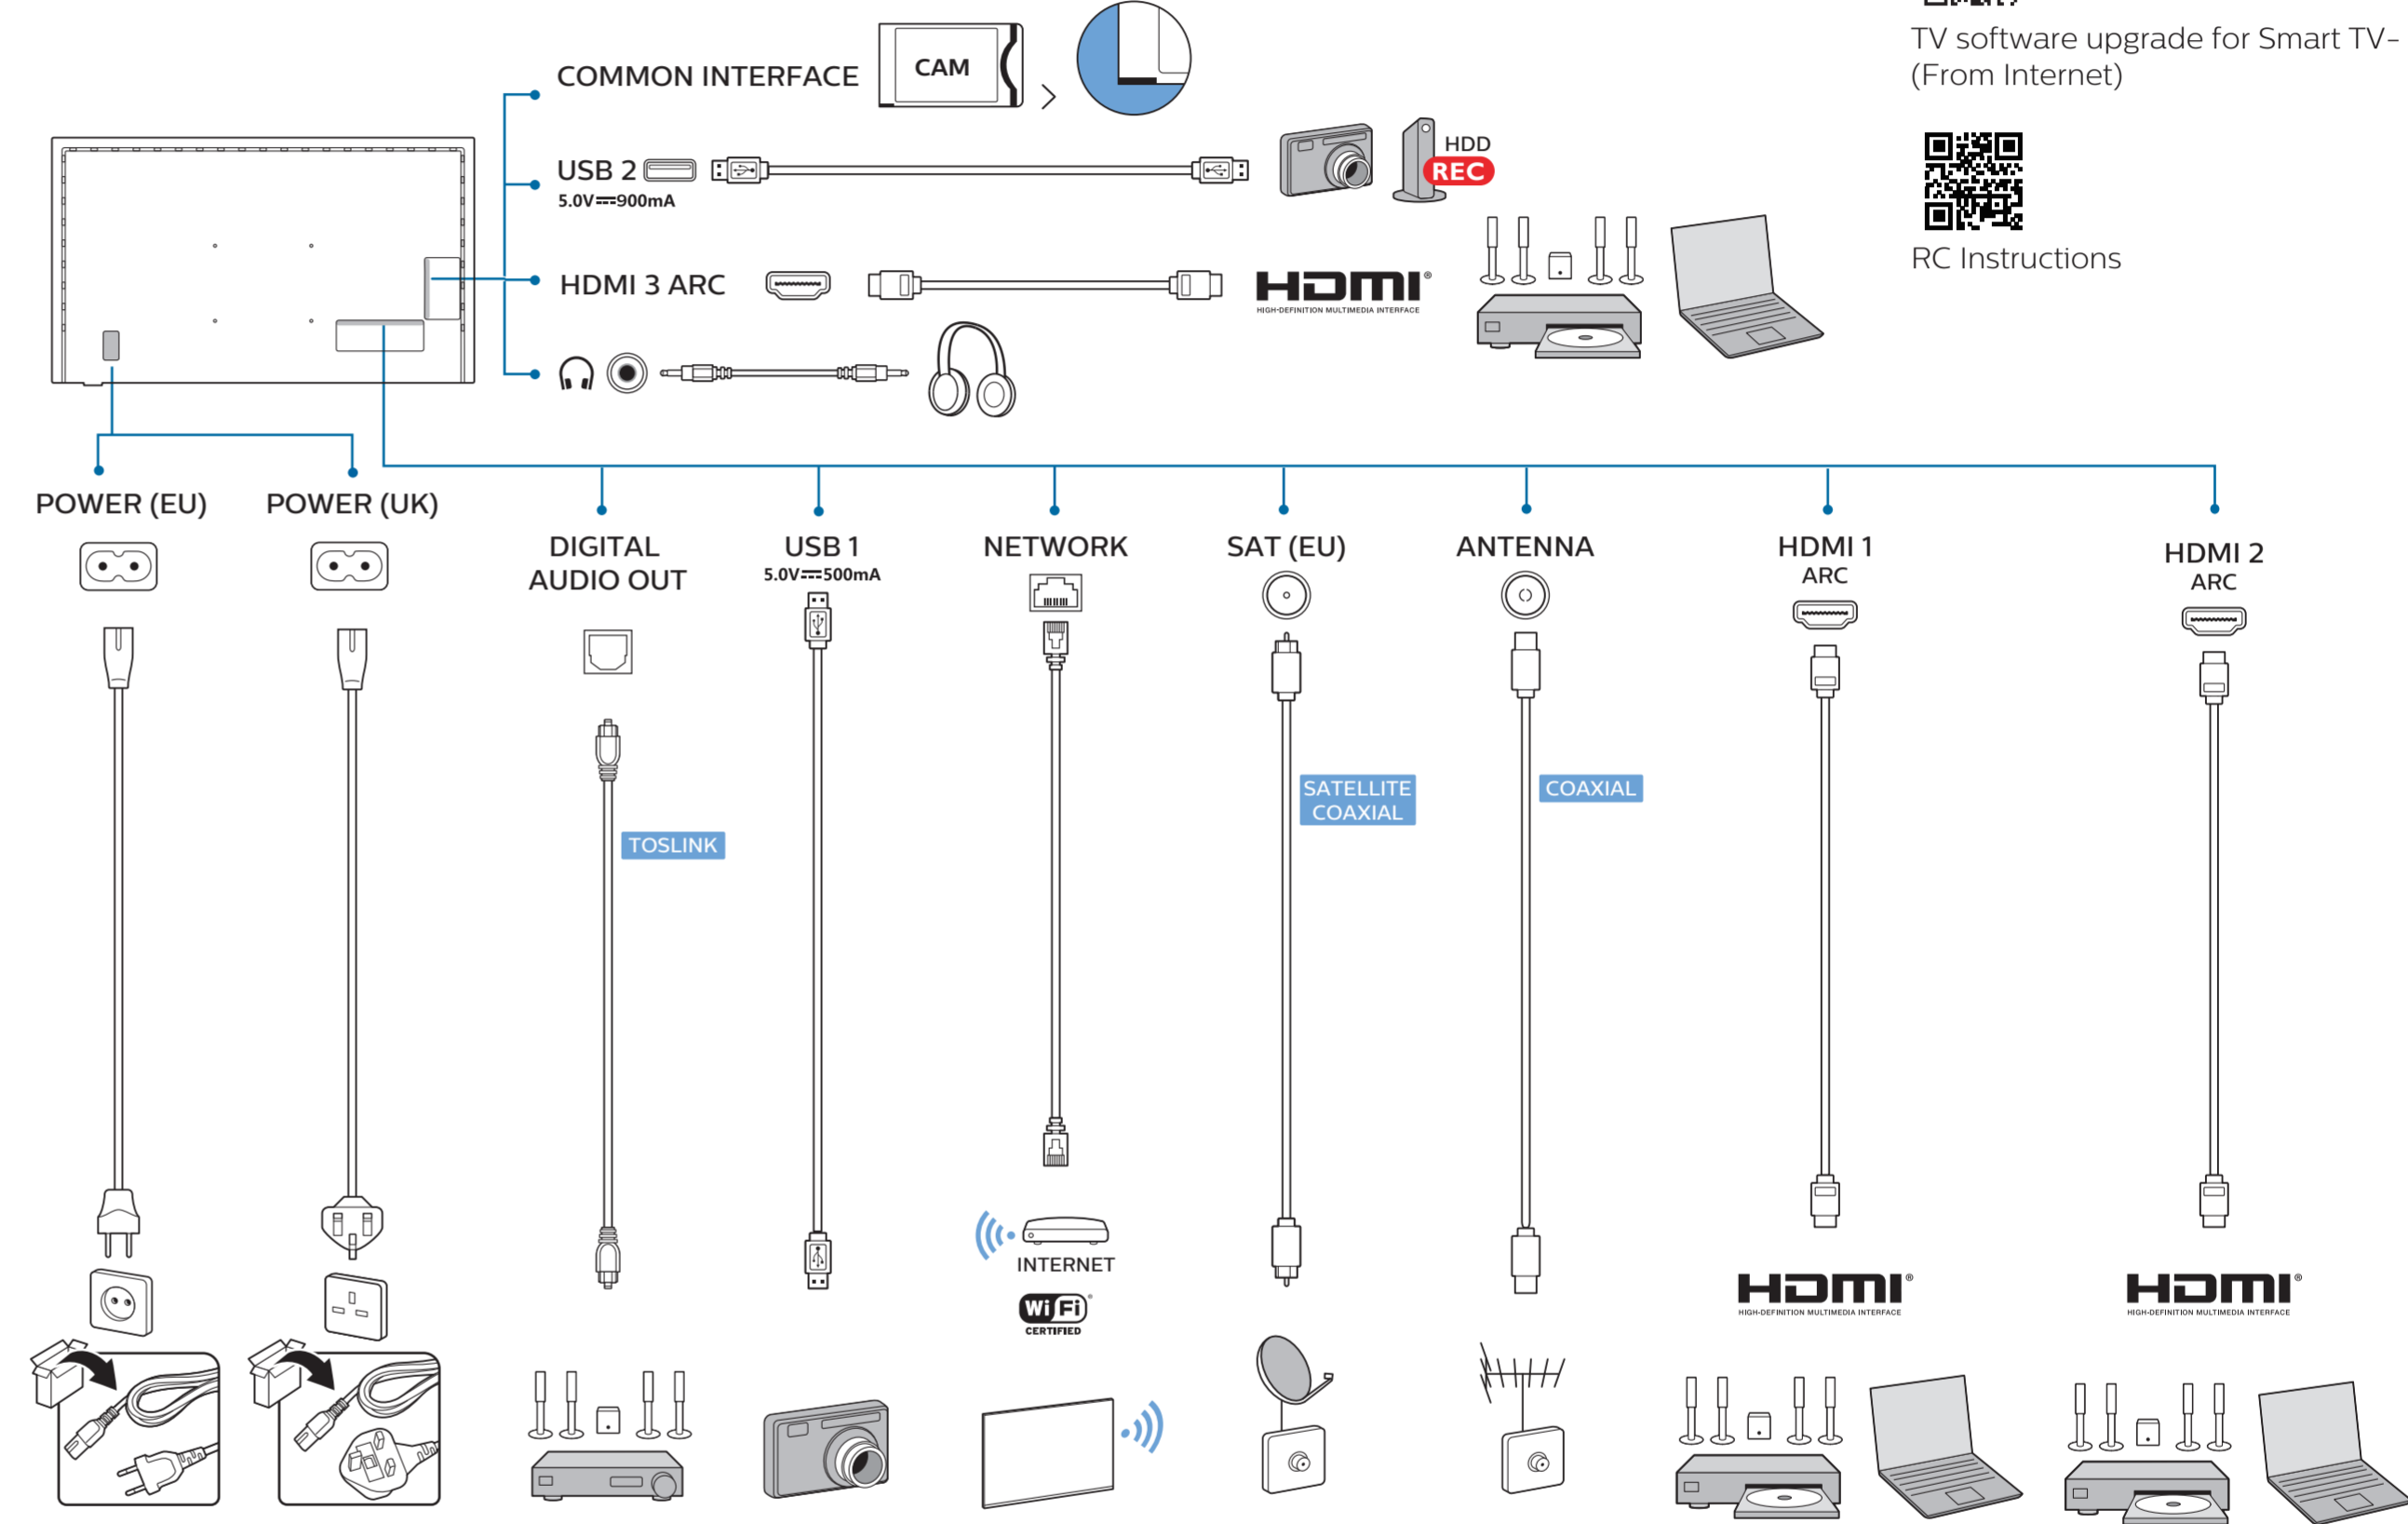 TV software upgrade for Smart TV-
(From Internet)
RC Instructions
COMMON INTERFACE
CAM
USB 2
5.0V⎓900mA
HDD
REC
HDMI 3 ARC
HDMI®
HIGH-DEFINITION MULTIMEDIA INTERFACE
POWER (EU)
POWER (UK)
DIGITAL
AUDIO OUT
TOSLINK
USB 1
5.0V⎓500mA
NETWORK
INTERNET
Wi Fi®
CERTIFIED
SAT (EU)
SATELLITE
COAXIAL
ANTENNA
COAXIAL
HDMI 1
ARC
HDMI®
HIGH-DEFINITION MULTIMEDIA INTERFACE
HDMI 2
ARC
HDMI®
HIGH-DEFINITION MULTIMEDIA INTERFACE